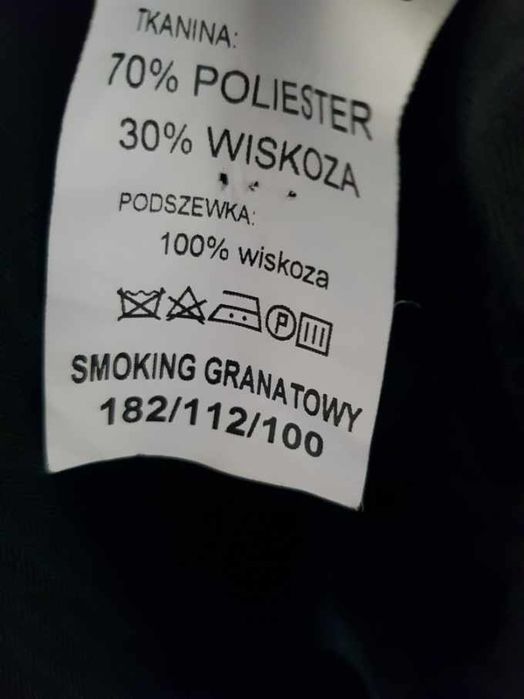 TKANINA:
70% POLIESTER
30% WISKOZA
PODSZEWKA:
100% wiskoza
P
SMOKING GRANATOWY
182/112/100